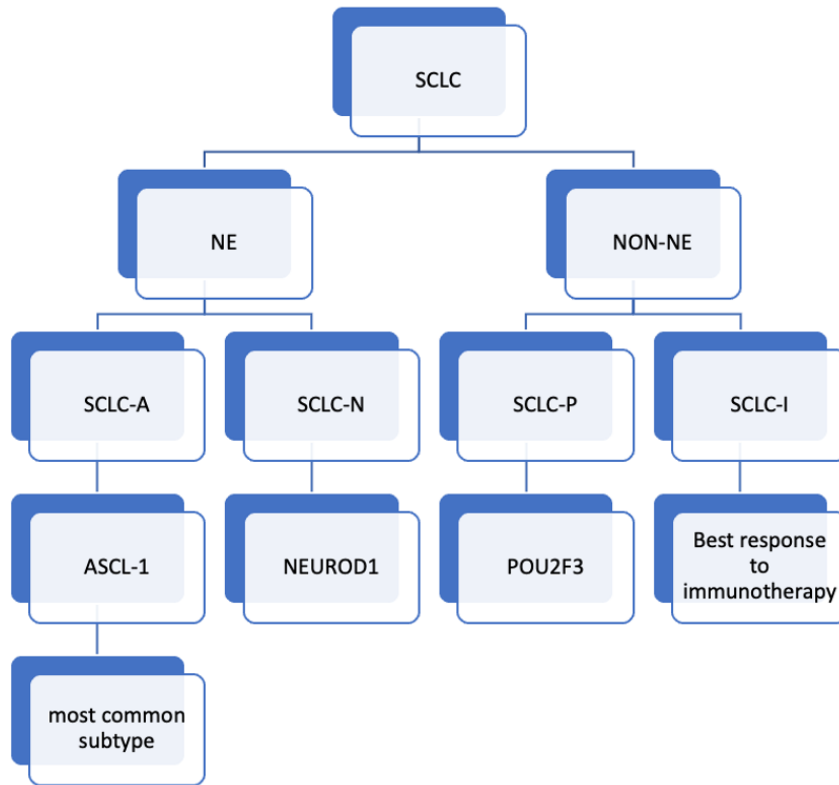 SCLC
NE
NON-NE
SCLC-A
SCLC-N
SCLC-P
SCLC-I
ASCL-1
NEUROD1
POU2F3
Best response
to
immunotherapy
most common
subtype